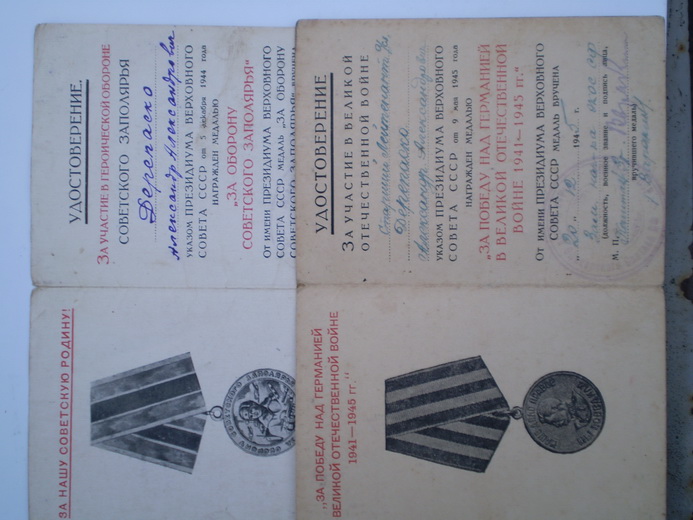 УДОСТОВЕРЕНИЕ.
ЗА УЧАСТИЕ В ГЕРОИЧЕСКОЙ ОБОРОНЕ
СОВЕТСКОГО ЗАПОЛЯРЬЯ
Дерепаско
Александр Александрович
УКАЗОМ ПРЕЗИДИУМА ВЕРХОВНОГО
СОВЕТА СССР от 5 декабря 1944 года
НАГРАЖДЕН МЕДАЛЬЮ
„ЗА ОБОРОНУ
СОВЕТСКОГО ЗАПОЛЯРЬЯ"
ОТ ИМЕНИ ПРЕЗИДИУМА ВЕРХОВНОГО
СОВЕТА СССР МЕДАЛЬ „ЗА ОБОРОНУ
СОВЕТСКОГО ЗАПОЛЯРЬЯ"
ЗА НАШУ СОВЕТСКУЮ РОДИНУ!
УДОСТОВЕРЕНИЕ
ЗА УЧАСТИЕ В ВЕЛИКОЙ
ОТЕЧЕСТВЕННОЙ ВОЙНЕ
Старший лейтенант
Дерепаско
Александр Александрович
УКАЗОМ ПРЕЗИДИУМА ВЕРХОВНОГО
СОВЕТА СССР от 9 мая 1945 года
НАГРАЖДЕН МЕДАЛЬЮ
„ЗА ПОБЕДУ НАД ГЕРМАНИЕЙ
В ВЕЛИКОЙ ОТЕЧЕСТВЕННОЙ
ВОЙНЕ 1941—1945 гг."
ОТ ИМЕНИ ПРЕЗИДИУМА ВЕРХОВНОГО
СОВЕТА СССР МЕДАЛЬ ВРУЧЕНА
„20" 1945 г.
(должность, военное звание, и подпись лица,
М. П.
вручившего медаль)
„ЗА ПОБЕДУ НАД ГЕРМАНИЕЙ
ВЕЛИКОЙ ОТЕЧЕСТВЕННОЙ ВОЙНЕ
1941—1945 гг."